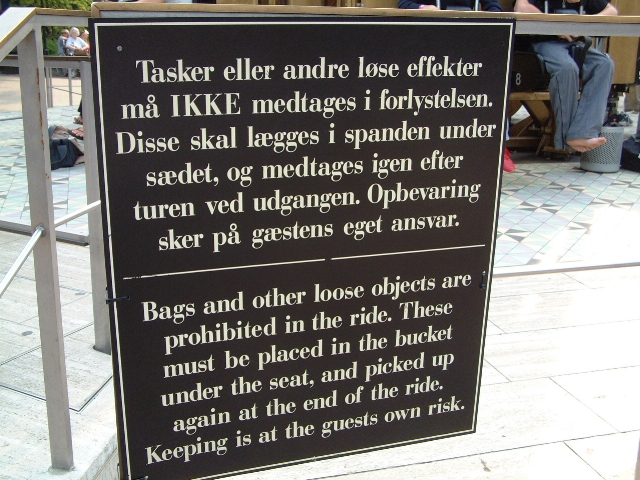 Tasker eller andre løse effekter
må IKKE medtages i forlystelsen.
Disse skal lægges i spanden under
sædet, og medtages igen efter
turen ved udgangen. Opbevaring
sker på gæstens eget ansvar.
Bags and other loose objects are
prohibited in the ride. These
must be placed in the bucket
under the seat, and picked up
again at the end of the ride.
Keeping is at the guests own risk.
8